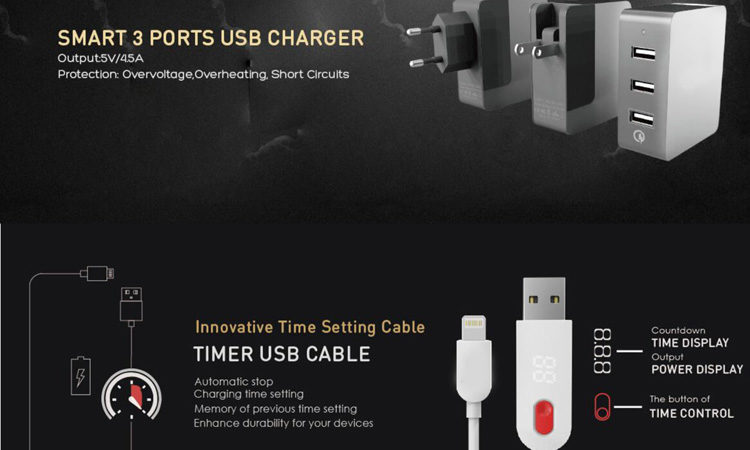 SMART 3 PORTS USB CHARGER
Output:5V/4.5A
Protection: Overvoltage,Overheating, Short Circuits
Innovative Time Setting Cable
TIMER USB CABLE
Automatic stop
Charging time setting
Memory of previous time setting
Enhance durability for your devices
88
Countdown
TIME DISPLAY
Output
POWER DISPLAY
The button of
TIME CONTROL